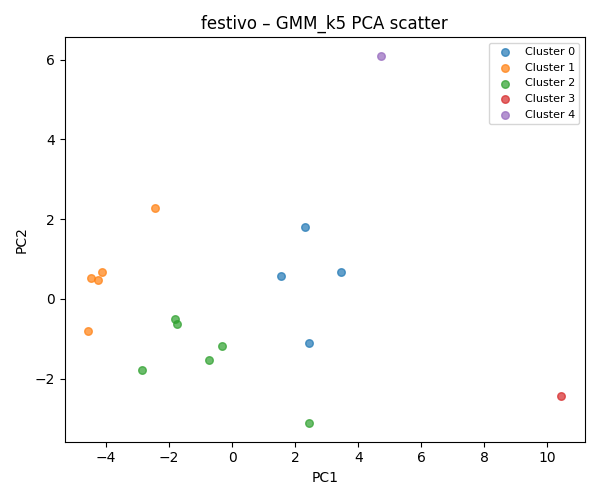 festivo – GMM_k5 PCA scatter
Cluster 0
Cluster 1
Cluster 2
Cluster 3
Cluster 4
6
4
2
0
−2
PC2
−4 −2 0 2 4 6 8 10
PC1